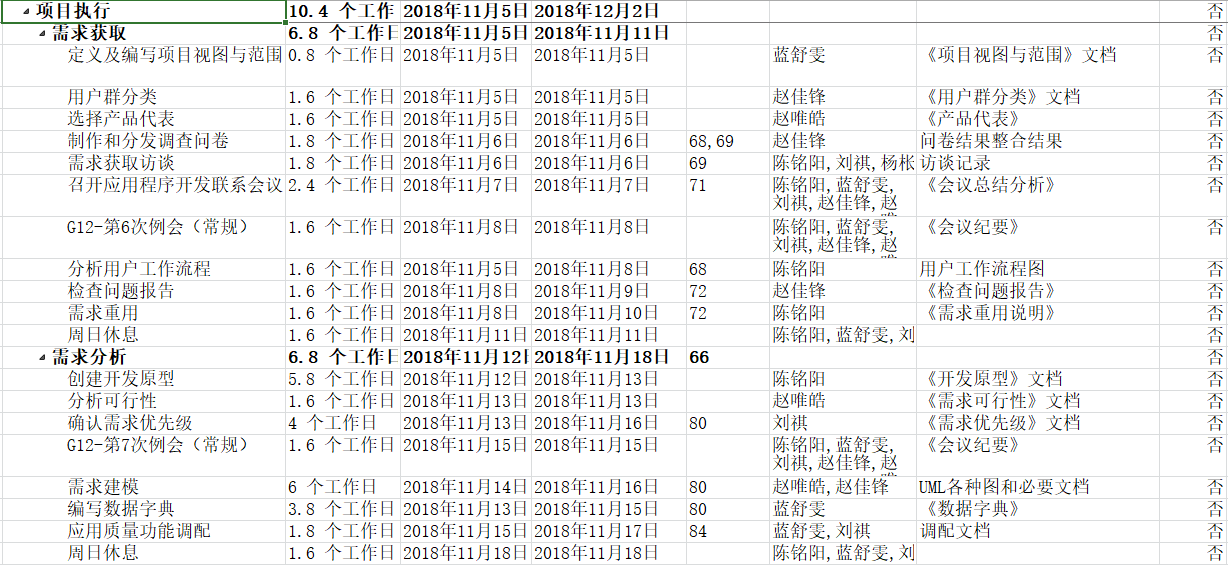 项目执行 10.4 个工作 2018年11月5日 2018年12月2日 否
需求获取 6.8 个工作日 2018年11月5日 2018年11月11日 否
定义及编写项目视图与范围 0.8 个工作日 2018年11月5日 2018年11月5日 蓝舒雯 《项目视图与范围》文档 否
用户群分类 1.6 个工作日 2018年11月5日 2018年11月5日 赵佳锋 《用户群分类》文档 否
选择产品代表 1.6 个工作日 2018年11月5日 2018年11月5日 赵唯皓 《产品代表》 否
制作和分发调查问卷 1.8 个工作日 2018年11月6日 2018年11月6日 68,69 赵佳锋 问卷结果整合结果 否
需求获取访谈 1.8 个工作日 2018年11月6日 2018年11月6日 69 陈铭阳,刘祺,杨枨 访谈记录 否
召开应用程序开发联系会议 2.4 个工作日 2018年11月7日 2018年11月7日 71 陈铭阳,蓝舒雯, 《会议总结分析》 否
刘祺,赵佳锋,赵
G12-第6次例会（常规） 1.6 个工作日 2018年11月8日 2018年11月8日 陈铭阳,蓝舒雯, 《会议纪要》 否
刘祺,赵佳锋,赵
分析用户工作流程 1.6 个工作日 2018年11月5日 2018年11月8日 68 陈铭阳 用户工作流程图 否
检查问题报告 1.6 个工作日 2018年11月8日 2018年11月9日 72 赵佳锋 《检查问题报告》 否
需求重用 1.6 个工作日 2018年11月8日 2018年11月10日 72 陈铭阳 《需求重用说明》 否
周日休息 1.6 个工作日 2018年11月11日 2018年11月11日 陈铭阳,蓝舒雯,刘 否
需求分析 6.8 个工作日 2018年11月12日 2018年11月18日 66 否
创建开发原型 5.8 个工作日 2018年11月12日 2018年11月13日 陈铭阳 《开发原型》文档 否
分析可行性 1.6 个工作日 2018年11月13日 2018年11月13日 赵唯皓 《需求可行性》文档 否
确认需求优先级 4 个工作日 2018年11月13日 2018年11月16日 80 刘祺 《需求优先级》文档 否
G12-第7次例会（常规） 1.6 个工作日 2018年11月15日 2018年11月15日 陈铭阳,蓝舒雯, 《会议纪要》 否
刘祺,赵佳锋,赵
需求建模 6 个工作日 2018年11月14日 2018年11月16日 80 赵唯皓,赵佳锋 UML各种图和必要文档 否
编写数据字典 3.8 个工作日 2018年11月13日 2018年11月15日 80 蓝舒雯 《数据字典》 否
应用质量功能调配 1.8 个工作日 2018年11月15日 2018年11月17日 84 蓝舒雯,刘祺 调配文档 否
周日休息 1.6 个工作日 2018年11月18日 2018年11月18日 陈铭阳,蓝舒雯,刘 否